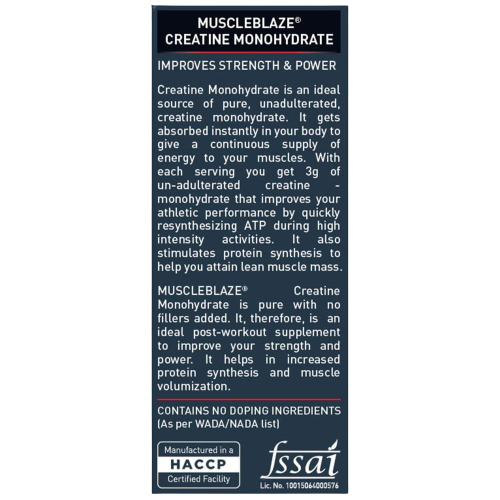 MUSCLEBLAZE®
CREATINE MONOHYDRATE
IMPROVES STRENGTH & POWER
Creatine Monohydrate is an ideal
source of pure, unadulterated,
creatine monohydrate. It gets
absorbed instantly in your body to
give a continuous supply of
energy to your muscles. With
each serving you get 3g of
un-adulterated creatine -
monohydrate that improves your
athletic performance by quickly
resynthesizing ATP during high
intensity activities. It also
stimulates protein synthesis to
help you attain lean muscle mass.
MUSCLEBLAZE® Creatine
Monohydrate is pure with no
fillers added. It, therefore, is an
ideal post-workout supplement
to improve your strength and
power. It helps in increased
protein synthesis and muscle
volumization.
CONTAINS NO DOPING INGREDIENTS
(As per WADA/NADA list)
Manufactured in a
HACCP
Certified Facility
fssai
Lic. No. 10015064000576